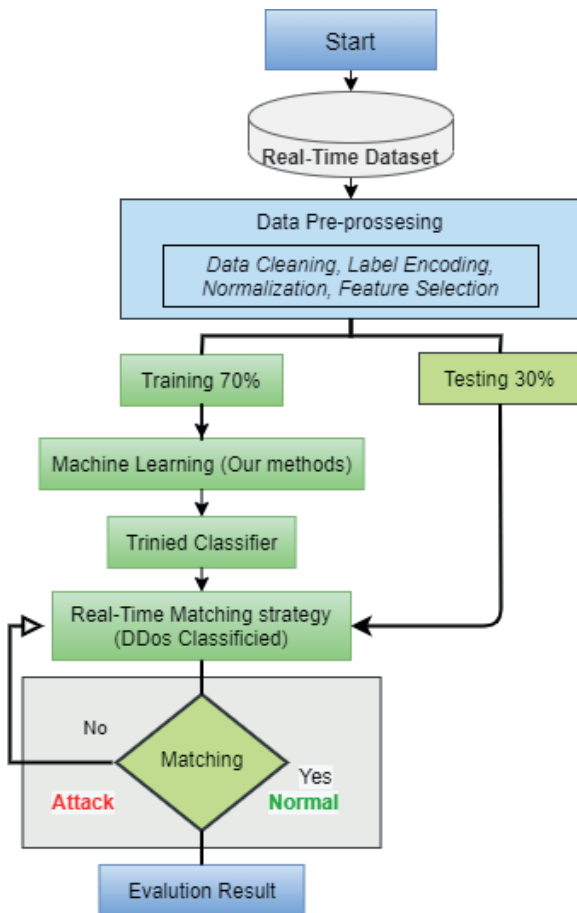 Start
Real-Time Dataset
Data Pre-prossesing
Data Cleaning, Label Encoding,
Normalization, Feature Selection
Training 70%
Testing 30%
Machine Learning (Our methods)
Trinied Classifier
Real-Time Matching strategy
(DDos Classificied)
No
Matching
Yes
Attack
Normal
Evalution Result